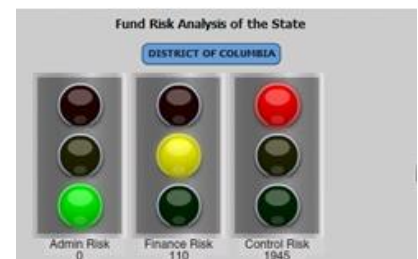 Fund Risk Analysis of the State
DISTRICT OF COLUMBIA
Admin Risk Finance Risk Control Risk
0 110 1945